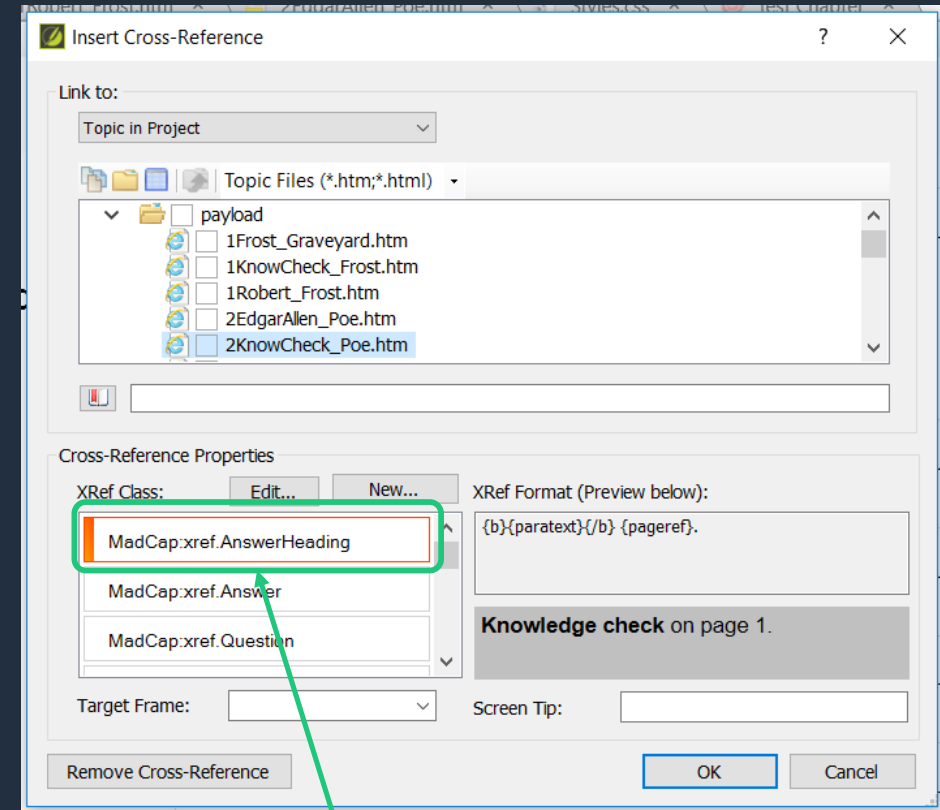 Robert_Frost.htm 2EdgarAllen_Poe.htm Styles.css Test Chapter
Insert Cross-Reference ?
Link to:
Topic in Project
Topic Files (*.htm;*.html)
payload
1Frost_Graveyard.htm
1KnowCheck_Frost.htm
1Robert_Frost.htm
2EdgarAllen_Poe.htm
2KnowCheck_Poe.htm
Cross-Reference Properties
XRef Class: Edit... New... XRef Format (Preview below):
{b}{paratext}{/b} {pageref}.
MadCap:xref.AnswerHeading
MadCap:xref.Answer
Knowledge check on page 1.
MadCap:xref.Question
Target Frame: Screen Tip:
Remove Cross-Reference OK Cancel